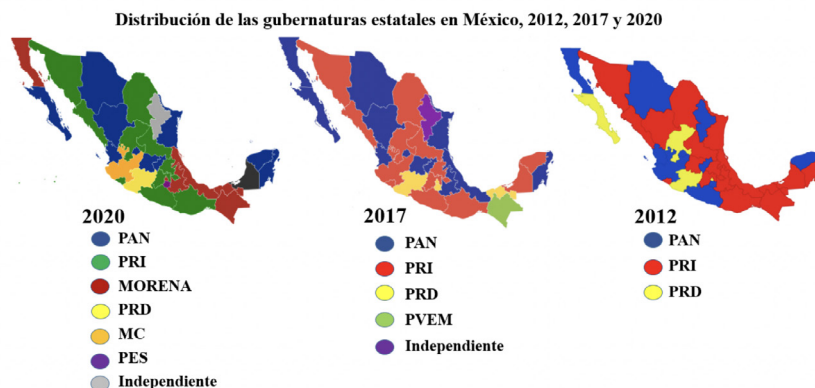 Distribución de las gubernaturas estatales en México, 2012, 2017 y 2020
2020
PAN
PRI
MORENA
PRD
MC
PES
Independiente
2017
PAN
PRI
PRD
PVEM
Independiente
2012
PAN
PRI
PRD